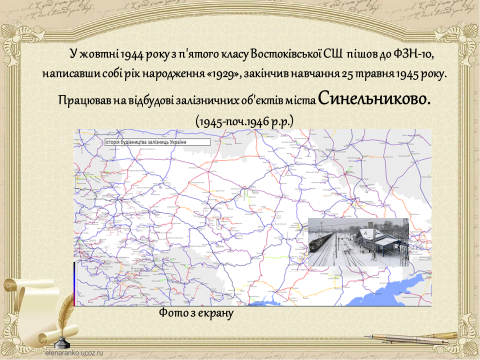 У жовтні 1944 року з п'ятого класу Востоківської СШ пішов до ФЗН-10,
написавши собі рік народження «1929», закінчив навчання 25 травня 1945 року.
Працював на відбудові залізничних об'єктів міста Синельниково.
(1945-поч.1946 р.р.)
історія будівництва залізниць України
Фото з екрану
elenaranko.ucoz.ru